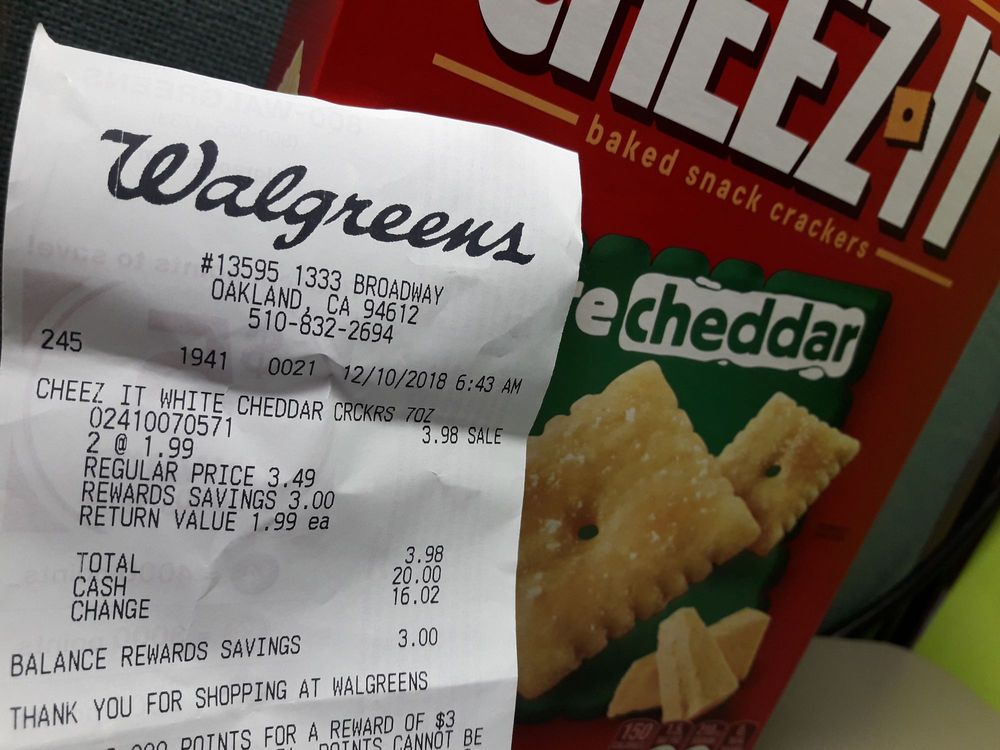 Walgreens
#13595 1333 BROADWAY
OAKLAND, CA 94612
510-832-2694
245 1941 0021 12/10/2018 6:43 AM
CHEEZ IT WHITE CHEDDAR CRCKRS 7OZ
02410070571 3.98 SALE
2 @ 1.99
REGULAR PRICE 3.49
REWARDS SAVINGS 3.00
RETURN VALUE 1.99 ea
TOTAL 3.98
CASH 20.00
CHANGE 16.02
BALANCE REWARDS SAVINGS 3.00
THANK YOU FOR SHOPPING AT WALGREENS
POINTS FOR A REWARD OF $3
POINTS CANNOT BE
CHEEZ-IT
baked snack crackers
e cheddar
150